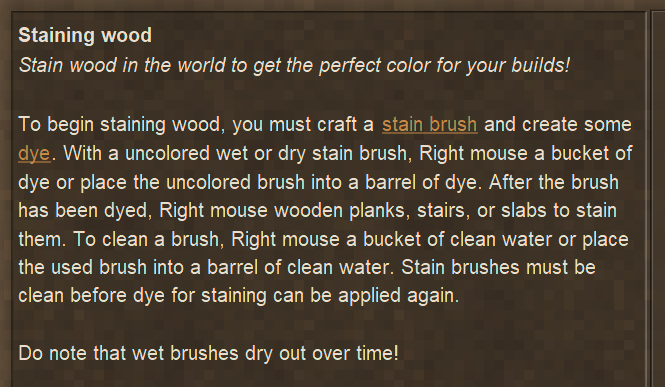 Staining wood
Stain wood in the world to get the perfect color for your builds!
To begin staining wood, you must craft a stain brush and create some
dye. With a uncolored wet or dry stain brush, Right mouse a bucket of
dye or place the uncolored brush into a barrel of dye. After the brush
has been dyed, Right mouse wooden planks, stairs, or slabs to stain
them. To clean a brush, Right mouse a bucket of clean water or place
the used brush into a barrel of clean water. Stain brushes must be
clean before dye for staining can be applied again.
Do note that wet brushes dry out over time!